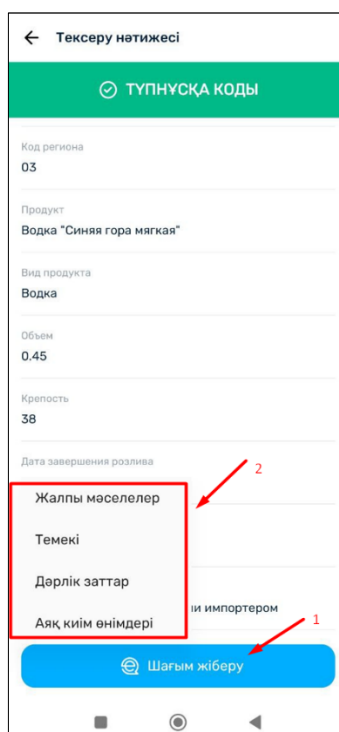 Тексеру нәтижесі
ТҮПНҰСҚА КОДЫ
Код региона
03
Продукт
Водка "Синяя гора мягкая"
Вид продукта
Водка
Объем
0.45
Крепость
38
Дата завершения розлива
2
Жалпы мәселелер
Темекі
Дәрлік заттар
импортером
Аяқ киім өнімдері
1
Шағым жіберу